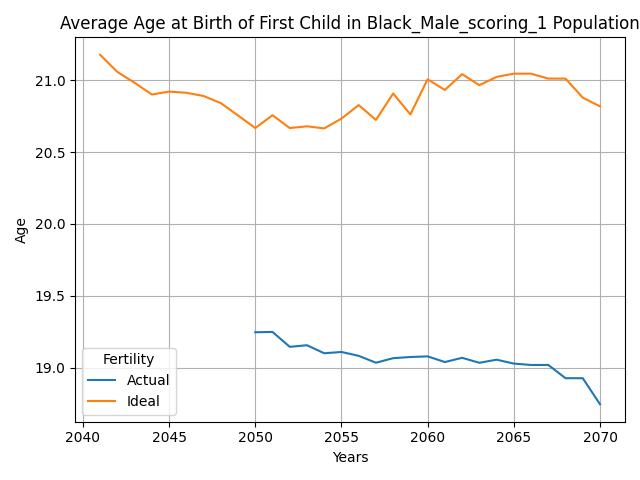 Average Age at Birth of First Child in Black_Male_scoring_1 Population
Age
21.0
20.5
20.0
19.5
19.0
Fertility
Actual
Ideal
2040 2045 2050 2055 2060 2065 2070
Years